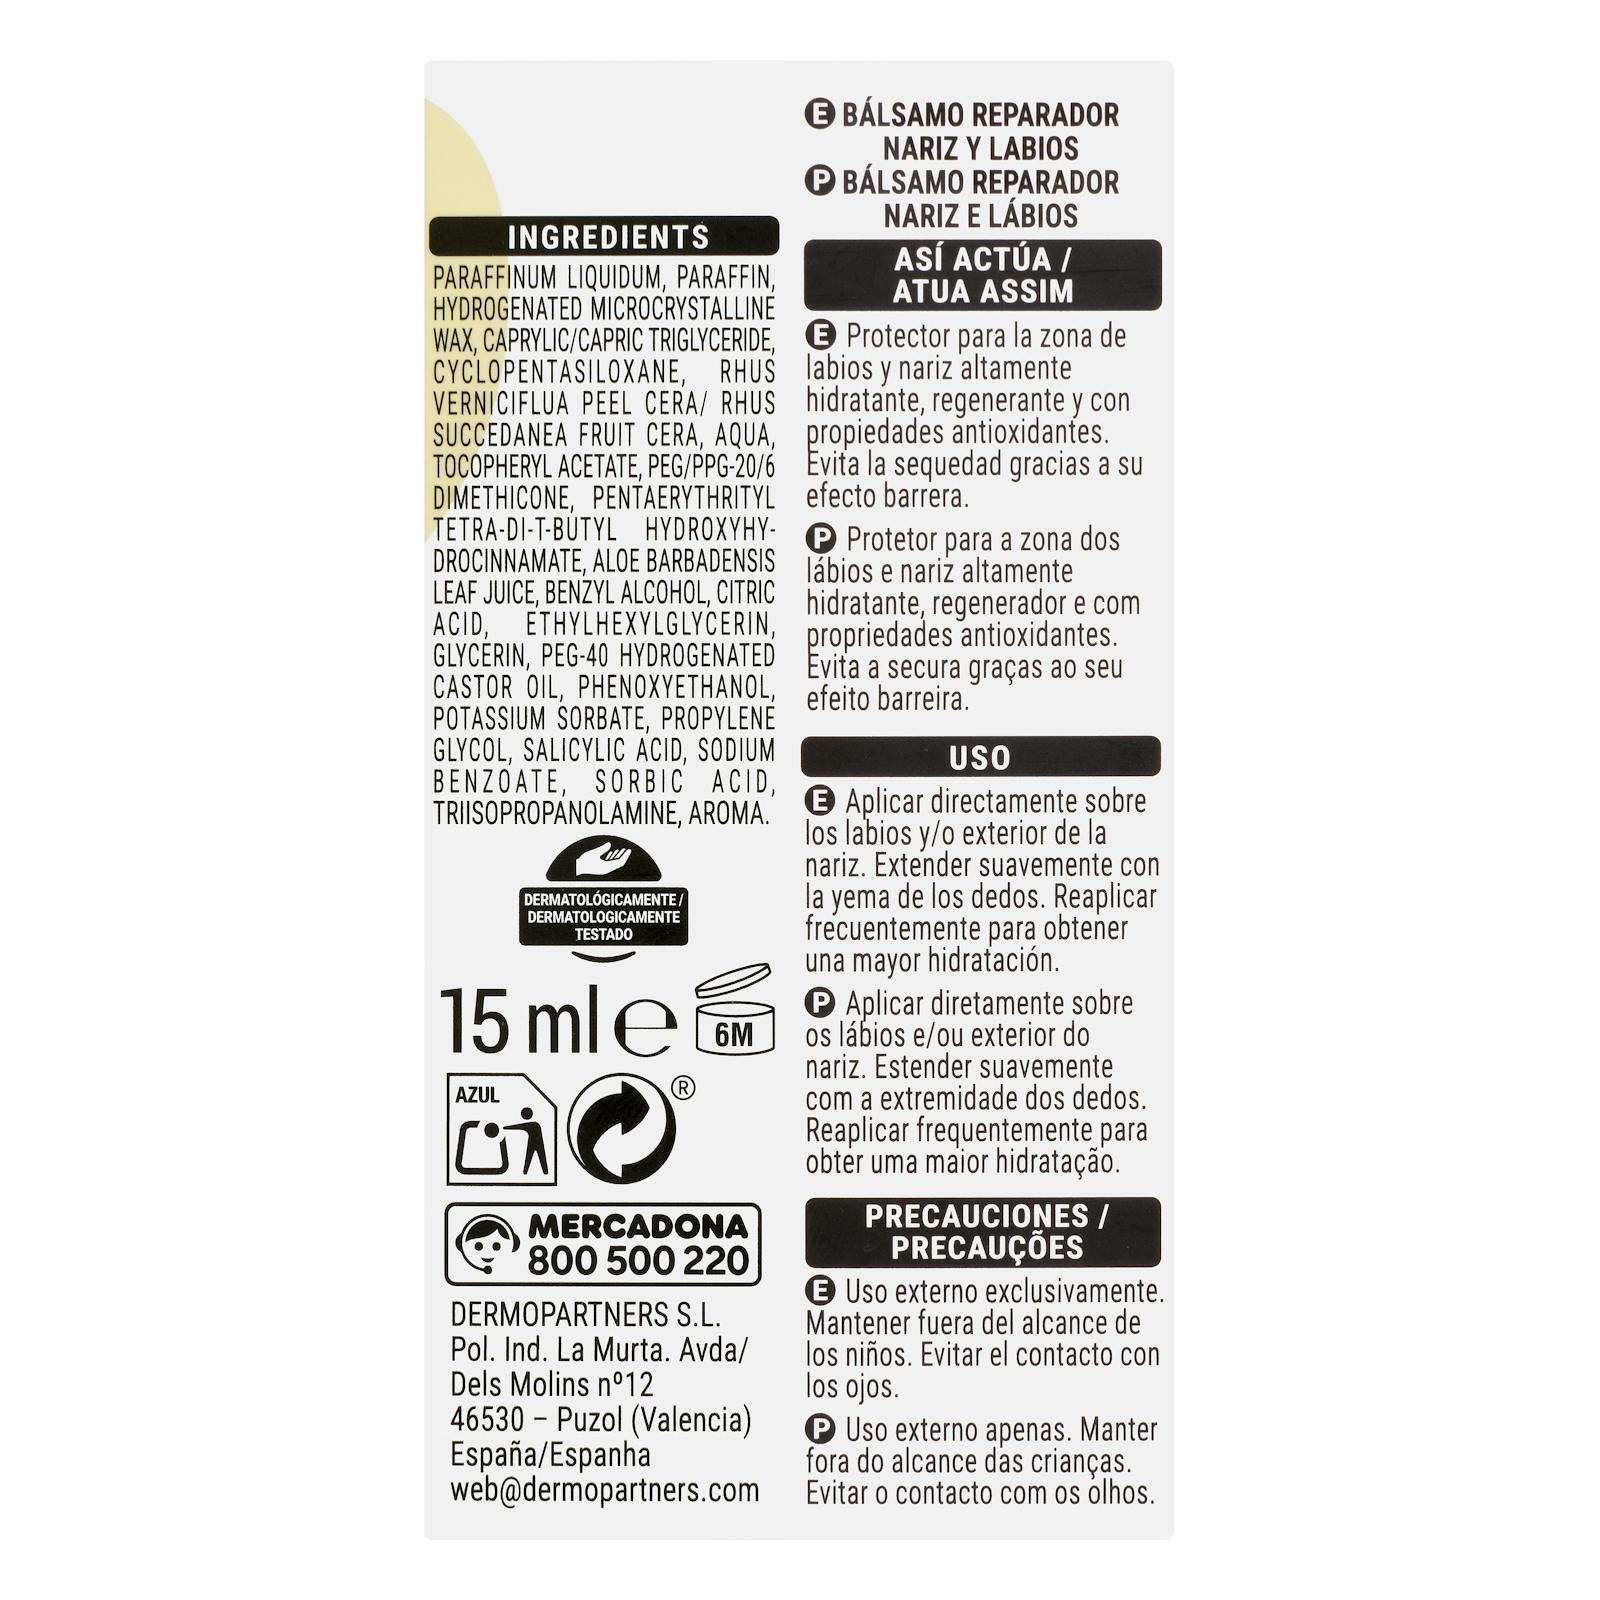 INGREDIENTS
PARAFFINUM LIQUIDUM, PARAFFIN,
HYDROGENATED MICROCRYSTALLINE
WAX, CAPRYLIC/CAPRIC TRIGLYCERIDE,
CYCLOPENTASILOXANE, RHUS
VERNICIFLUA PEEL CERA/ RHUS
SUCCEDANEA FRUIT CERA, AQUA,
TOCOPHERYL ACETATE, PEG/PPG-20/6
DIMETHICONE, PENTAERYTHRITYL
TETRA-DI-T-BUTYL HYDROXYHY-
DROCINNAMATE, ALOE BARBADENSIS
LEAF JUICE, BENZYL ALCOHOL, CITRIC
ACID, ETHYLHEXYLGLYCERIN,
GLYCERIN, PEG-40 HYDROGENATED
CASTOR OIL, PHENOXYETHANOL,
POTASSIUM SORBATE, PROPYLENE
GLYCOL, SALICYLIC ACID, SODIUM
BENZOATE, SORBIC ACID,
TRIISOPROPANOLAMINE, AROMA.
DERMATOLÓGICAMENTE /
DERMATOLOGICAMENTE
TESTADO
15 ml e
6M
AZUL
®
MERCADONA
800 500 220
DERMOPARTNERS S.L.
Pol. Ind. La Murta. Avda/
Dels Molins nº12
46530 – Puzol (Valencia)
España/Espanha
web@dermopartners.com
E BÁLSAMO REPARADOR
NARIZ Y LABIOS
P BÁLSAMO REPARADOR
NARIZ E LÁBIOS
ASÍ ACTÚA /
ATUA ASSIM
E Protector para la zona de
labios y nariz altamente
hidratante, regenerante y con
propiedades antioxidantes.
Evita la sequedad gracias a su
efecto barrera.
P Protetor para a zona dos
lábios e nariz altamente
hidratante, regenerador e com
propriedades antioxidantes.
Evita a secura graças ao seu
efeito barreira.
USO
E Aplicar directamente sobre
los labios y/o exterior de la
nariz. Extender suavemente con
la yema de los dedos. Reaplicar
frecuentemente para obtener
una mayor hidratación.
P Aplicar diretamente sobre
os lábios e/ou exterior do
nariz. Estender suavemente
com a extremidade dos dedos.
Reaplicar frequentemente para
obter uma maior hidratação.
PRECAUCIONES /
PRECAUÇÕES
E Uso externo exclusivamente.
Mantener fuera del alcance de
los niños. Evitar el contacto con
los ojos.
P Uso externo apenas. Manter
fora do alcance das crianças.
Evitar o contacto com os olhos.